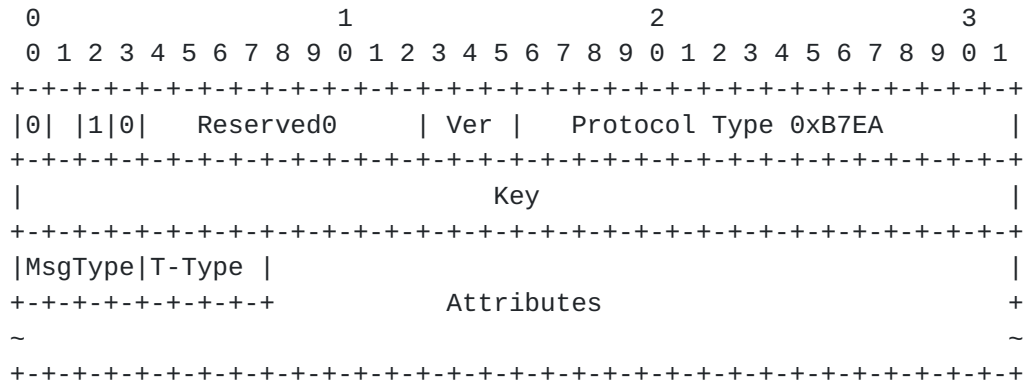 0                   1                   2                   3
 0 1 2 3 4 5 6 7 8 9 0 1 2 3 4 5 6 7 8 9 0 1 2 3 4 5 6 7 8 9 0 1
+-+-+-+-+-+-+-+-+-+-+-+-+-+-+-+-+-+-+-+-+-+-+-+-+-+-+-+-+-+-+-+-+
|0| |1|0|   Reserved0     | Ver |   Protocol Type 0xB7EA        |
+-+-+-+-+-+-+-+-+-+-+-+-+-+-+-+-+-+-+-+-+-+-+-+-+-+-+-+-+-+-+-+-+
|                              Key                              |
+-+-+-+-+-+-+-+-+-+-+-+-+-+-+-+-+-+-+-+-+-+-+-+-+-+-+-+-+-+-+-+-+
|MsgType|T-Type |                                               |
+-+-+-+-+-+-+-+-+           Attributes                          +
~                                                               ~
+-+-+-+-+-+-+-+-+-+-+-+-+-+-+-+-+-+-+-+-+-+-+-+-+-+-+-+-+-+-+-+-+